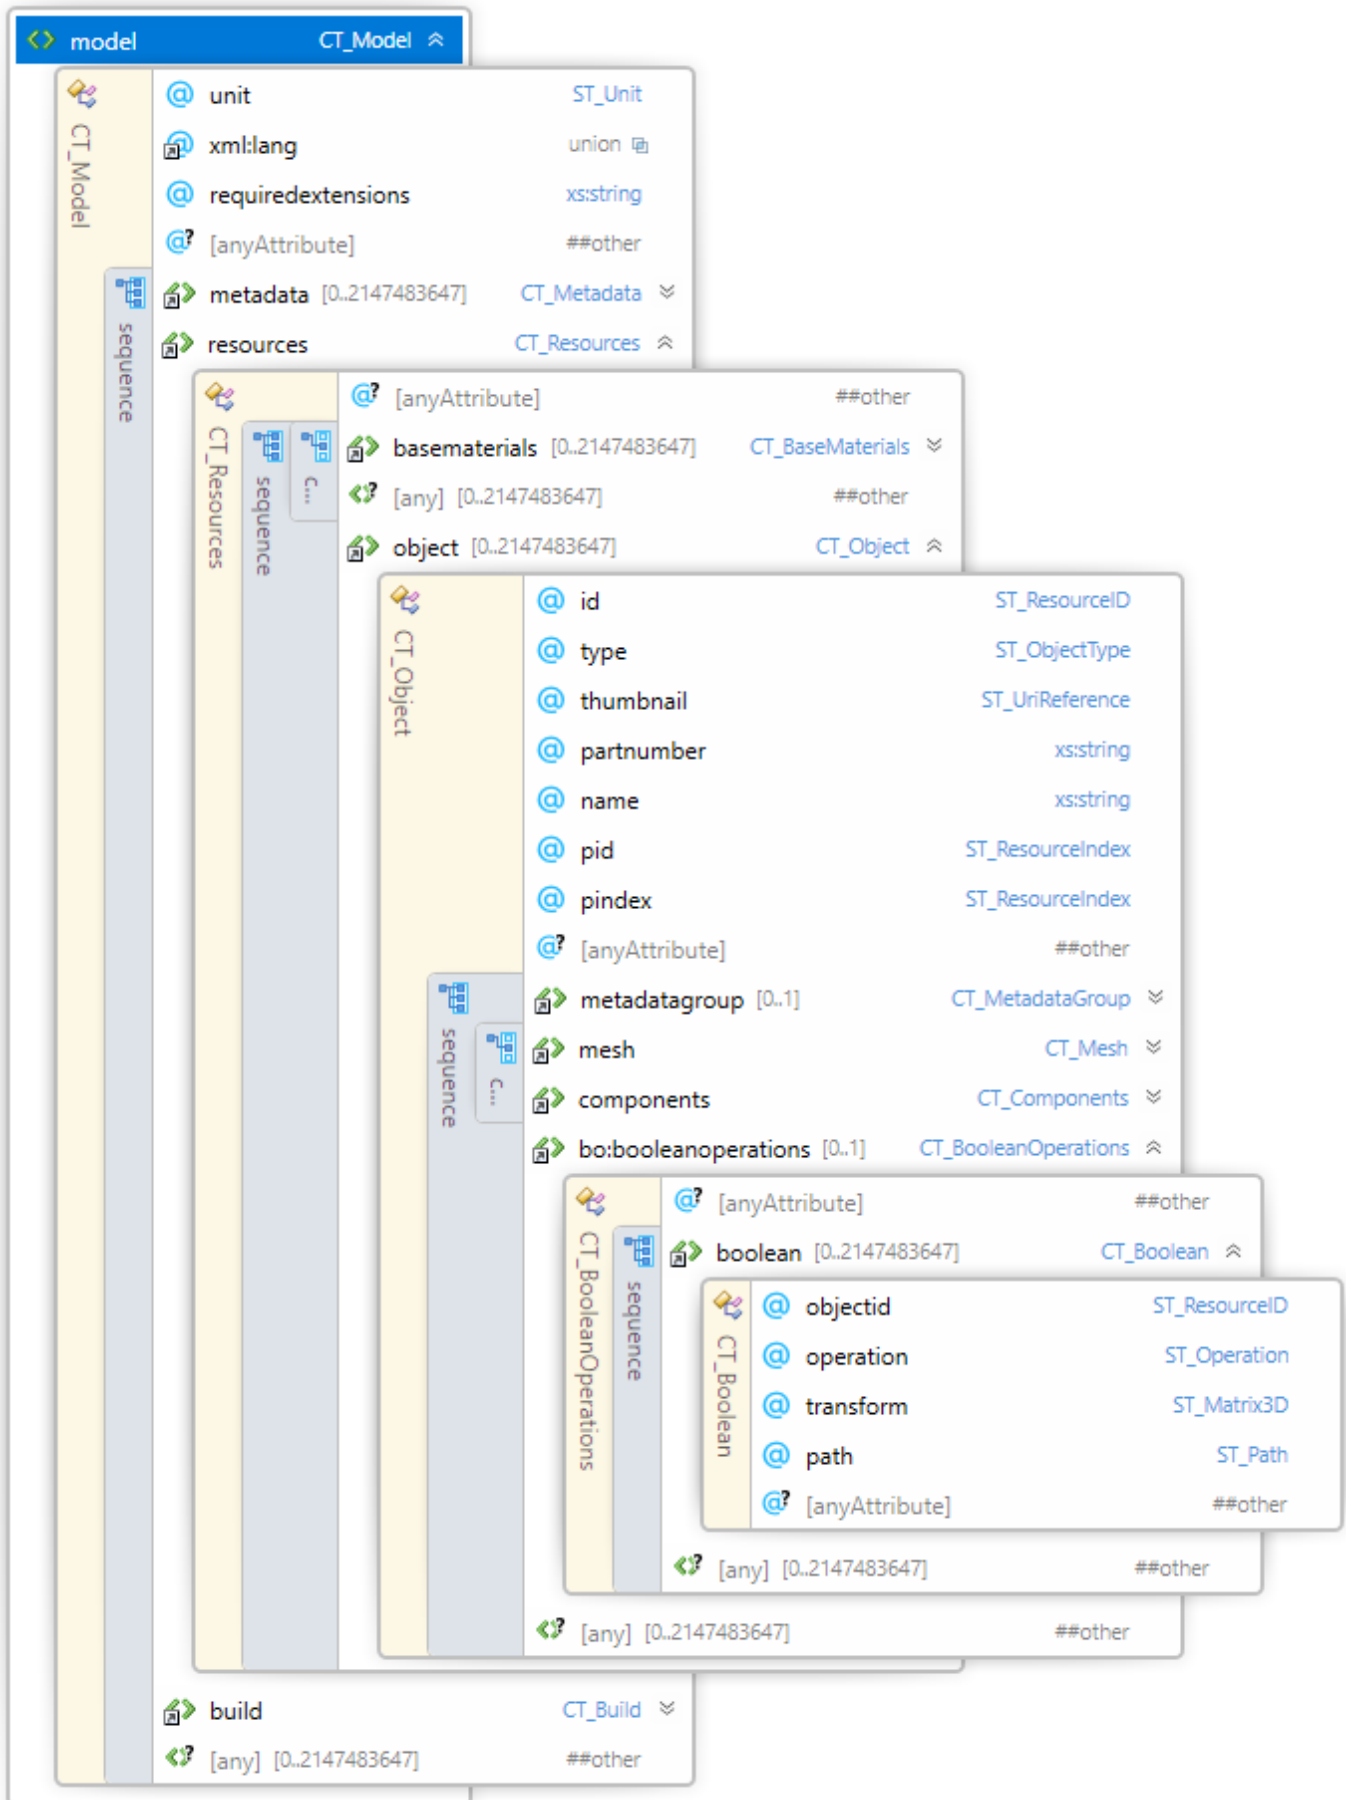 model CT_Model
CT_Model
unit ST_Unit
xml:lang union
requiredextensions xs:string
[anyAttribute] ##other
sequence
metadata [0..2147483647] CT_Metadata
resources CT_Resources
CT_Resources
[anyAttribute] ##other
sequence
c...
basematerials [0..2147483647] CT_BaseMaterials
[any] [0..2147483647] ##other
object [0..2147483647] CT_Object
CT_Object
id ST_ResourceID
type ST_ObjectType
thumbnail ST_UriReference
partnumber xs:string
name xs:string
pid ST_ResourceIndex
pindex ST_ResourceIndex
[anyAttribute] ##other
sequence
metadatagroup [0..1] CT_MetadataGroup
c...
mesh CT_Mesh
components CT_Components
bo:booleanoperations [0..1] CT_BooleanOperations
CT_BooleanOperations
[anyAttribute] ##other
sequence
boolean [0..2147483647] CT_Boolean
CT_Boolean
objectid ST_ResourceID
operation ST_Operation
transform ST_Matrix3D
path ST_Path
[anyAttribute] ##other
[any] [0..2147483647] ##other
[any] [0..2147483647] ##other
build CT_Build
[any] [0..2147483647] ##other